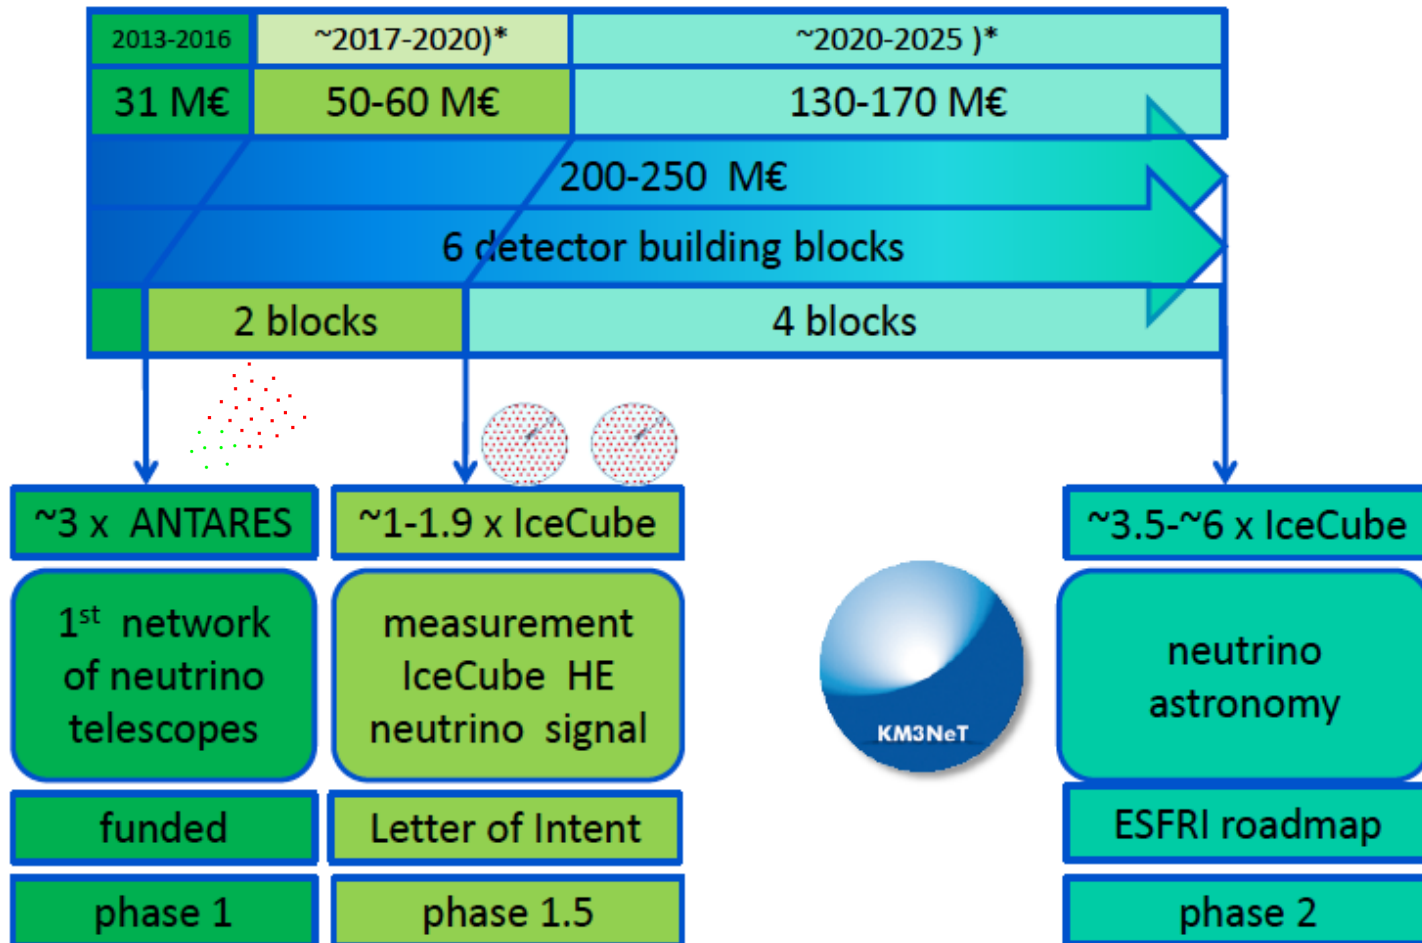 2013-2016
~2017-2020)*
~2020-2025 )*
31 M€
50-60 M€
130-170 M€
200-250 M€
6 detector building blocks
2 blocks
4 blocks
~3 x ANTARES
~1-1.9 x IceCube
~3.5-~6 x IceCube
1st network
of neutrino
telescopes
measurement
IceCube HE
neutrino signal
KM3NeT
neutrino
astronomy
funded
Letter of Intent
ESFRI roadmap
phase 1
phase 1.5
phase 2